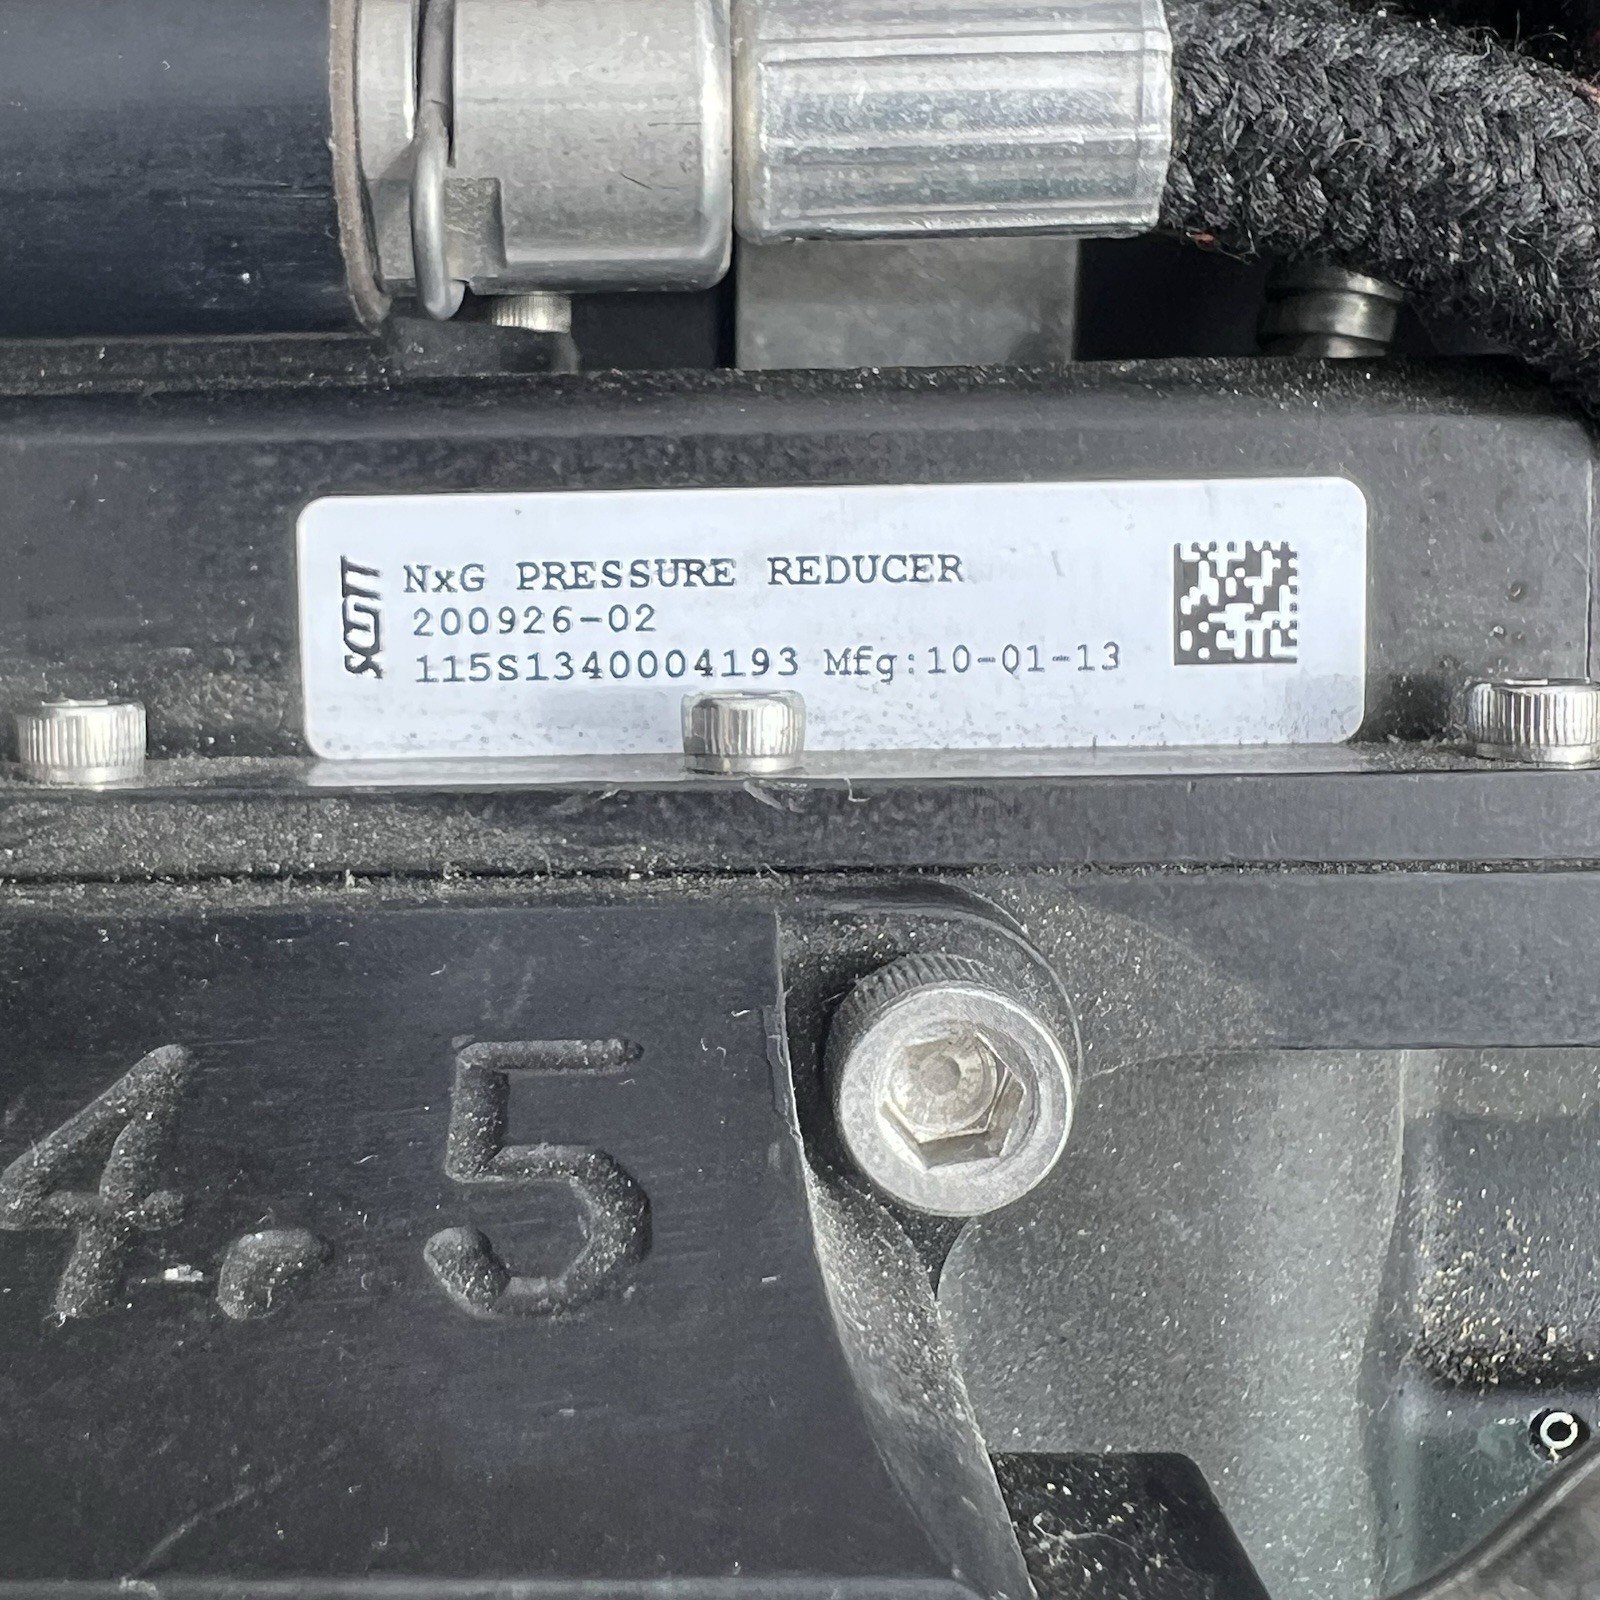 SCOTT
NxG PRESSURE REDUCER
200926-02
115S1340004193 Mfg:10-01-13
4.5